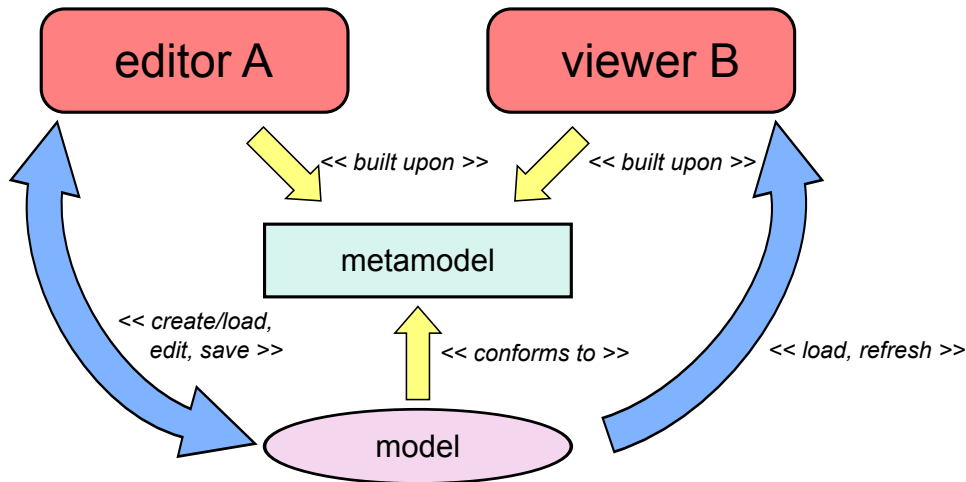 editor A
viewer B
<< built upon >>
<< built upon >>
metamodel
<< create/load,
edit, save >>
<< conforms to >>
<< load, refresh >>
model